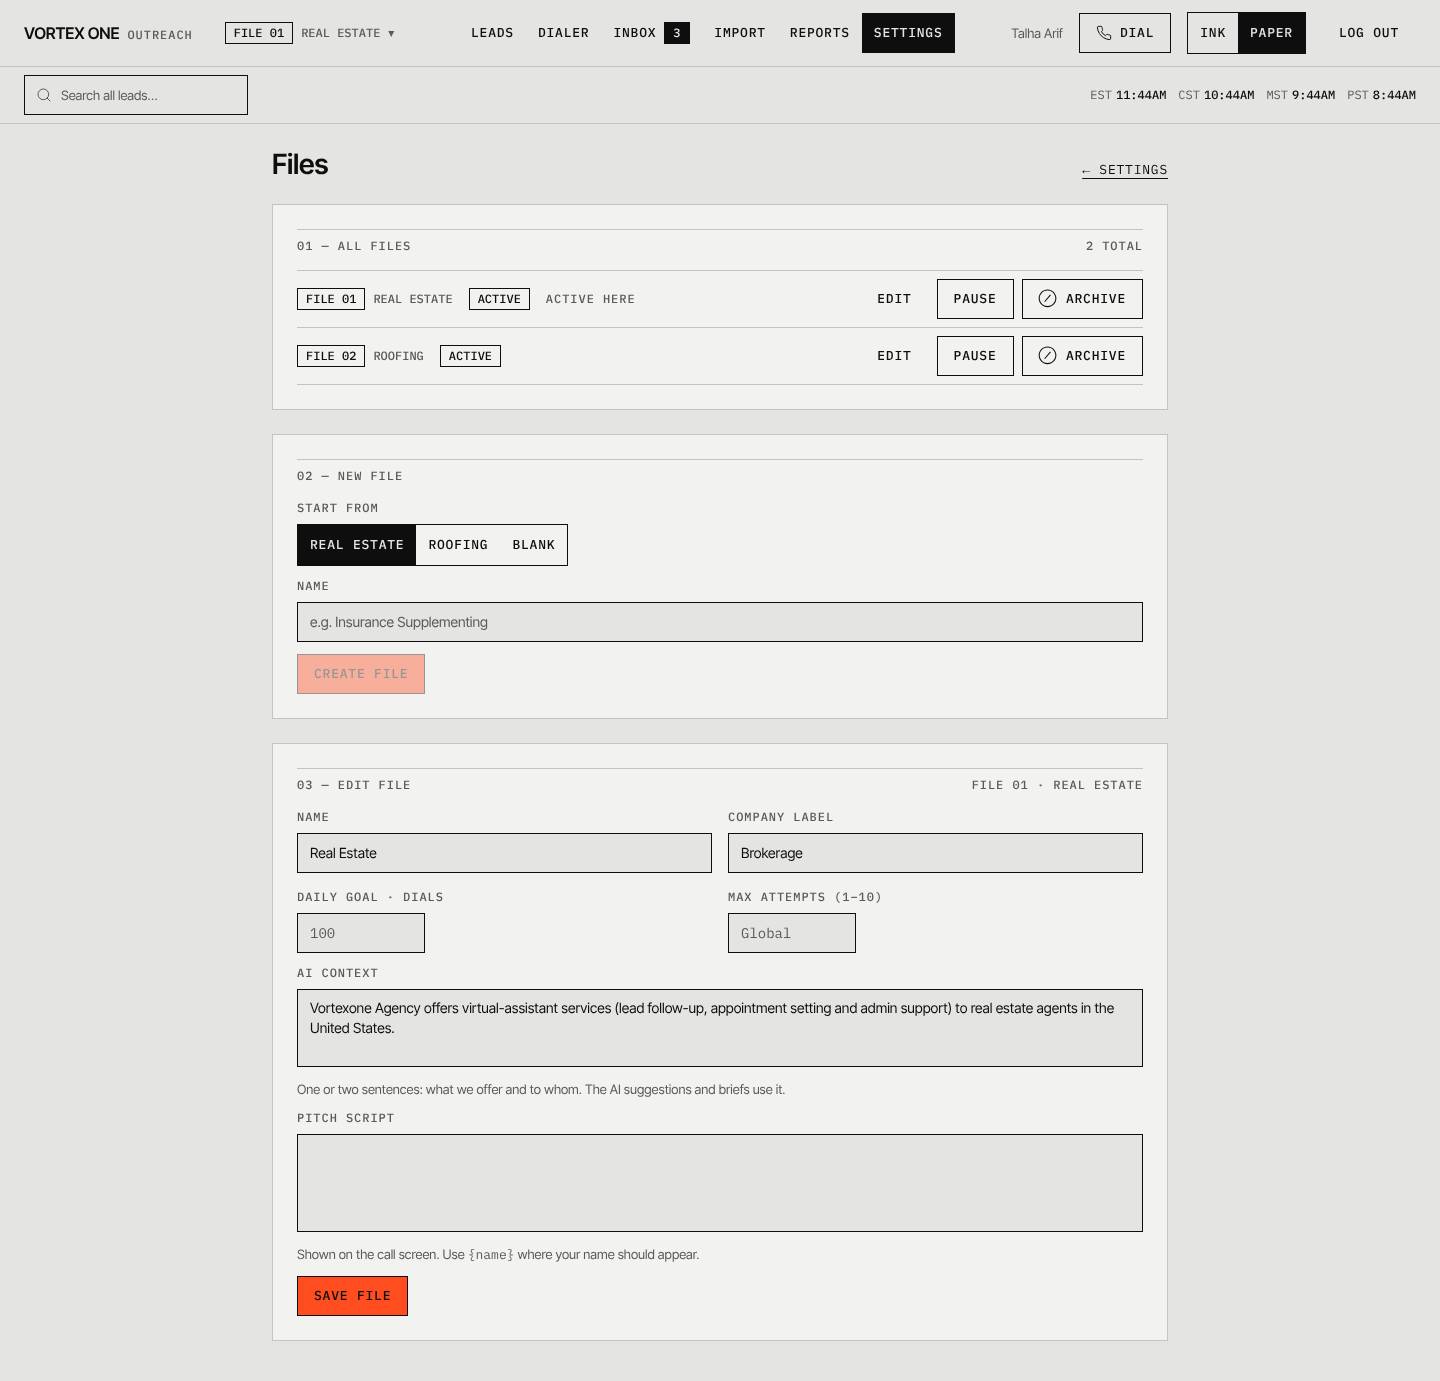 VORTEX ONE OUTREACH FILE 01 REAL ESTATE ▾ LEADS DIALER INBOX 3 IMPORT REPORTS SETTINGS Talha Arif DIAL INK PAPER LOG OUT
Search all leads... EST 11:44AM CST 10:44AM MST 9:44AM PST 8:44AM
Files ← SETTINGS
01 — ALL FILES 2 TOTAL
FILE 01 REAL ESTATE ACTIVE ACTIVE HERE EDIT PAUSE ARCHIVE
FILE 02 ROOFING ACTIVE EDIT PAUSE ARCHIVE
02 — NEW FILE
START FROM
REAL ESTATE ROOFING BLANK
NAME
e.g. Insurance Supplementing
CREATE FILE
03 — EDIT FILE FILE 01 · REAL ESTATE
NAME COMPANY LABEL
Real Estate Brokerage
DAILY GOAL · DIALS MAX ATTEMPTS (1–10)
100 Global
AI CONTEXT
Vortexone Agency offers virtual-assistant services (lead follow-up, appointment setting and admin support) to real estate agents in the
United States.
One or two sentences: what we offer and to whom. The AI suggestions and briefs use it.
PITCH SCRIPT
Shown on the call screen. Use {name} where your name should appear.
SAVE FILE